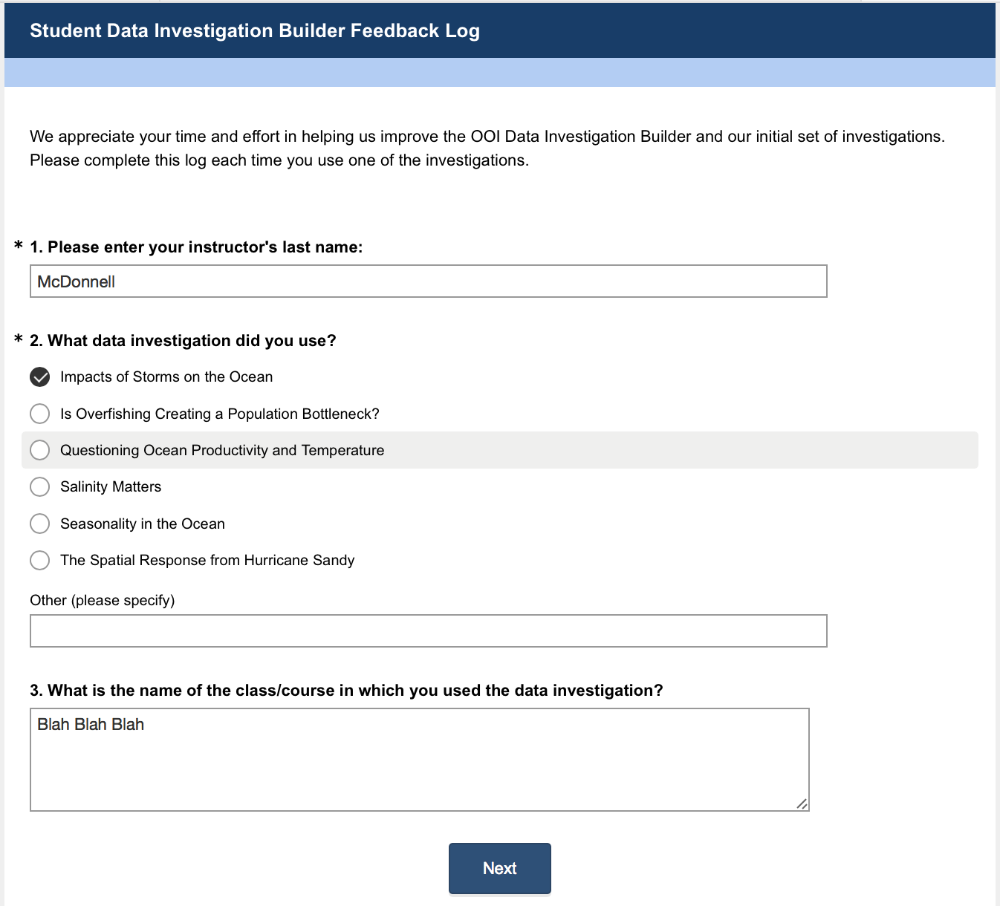 Student Data Investigation Builder Feedback Log
We appreciate your time and effort in helping us improve the OOI Data Investigation Builder and our initial set of investigations.
Please complete this log each time you use one of the investigations.
* 1. Please enter your instructor's last name:
McDonnell
* 2. What data investigation did you use?
Impacts of Storms on the Ocean
Is Overfishing Creating a Population Bottleneck?
Questioning Ocean Productivity and Temperature
Salinity Matters
Seasonality in the Ocean
The Spatial Response from Hurricane Sandy
Other (please specify)
3. What is the name of the class/course in which you used the data investigation?
Blah Blah Blah
Next